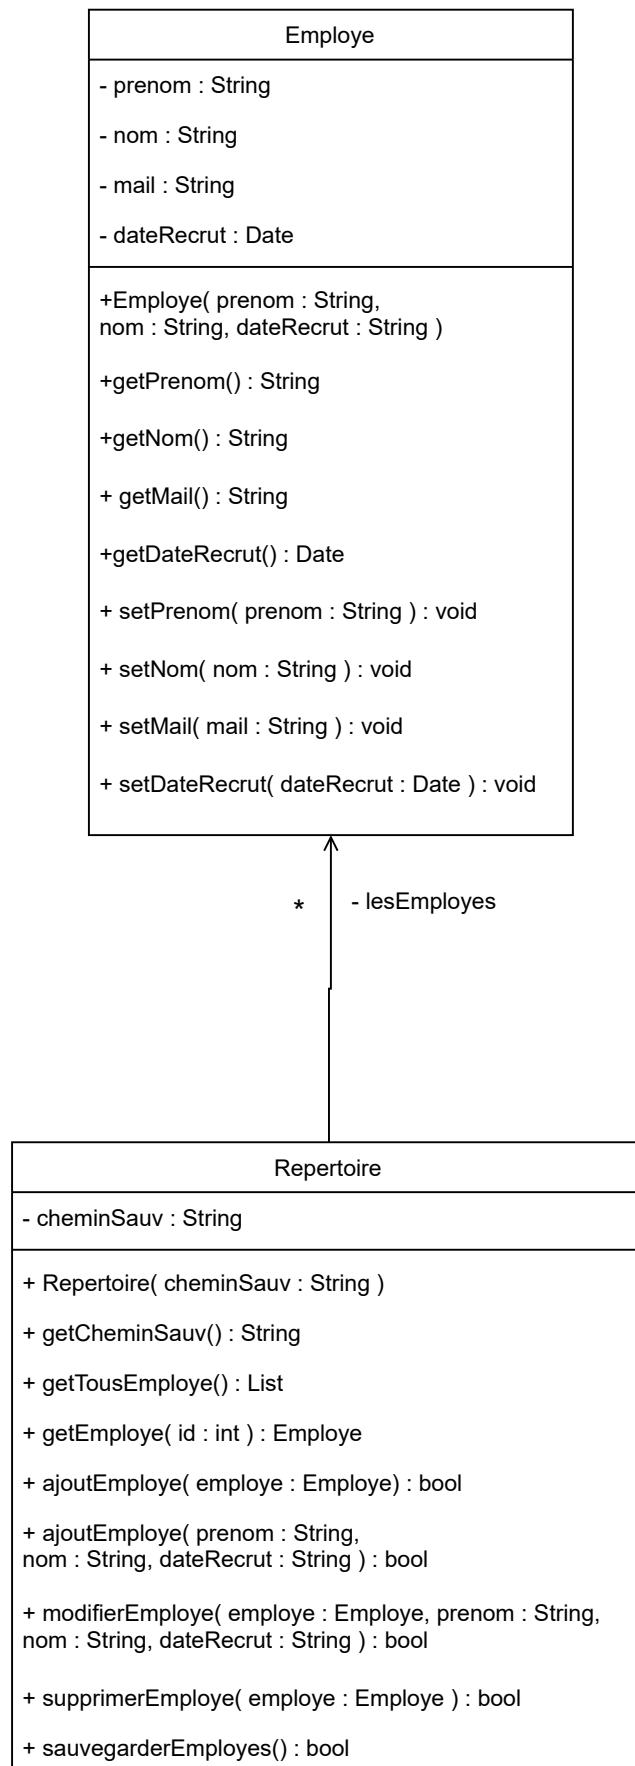 Employe
- prenom : String
- nom : String
- mail : String
- dateRecrut : Date
+Employe( prenom : String,
nom : String, dateRecrut : String )
+getPrenom() : String
+getNom() : String
+ getMail() : String
+getDateRecrut() : Date
+ setPrenom( prenom : String ) : void
+ setNom( nom : String ) : void
+ setMail( mail : String ) : void
+ setDateRecrut( dateRecrut : Date ) : void
* - lesEmployes
Repertoire
- cheminSauv : String
+ Repertoire( cheminSauv : String )
+ getCheminSauv() : String
+ getTousEmploye() : List
+ getEmploye( id : int ) : Employe
+ ajoutEmploye( employe : Employe) : bool
+ ajoutEmploye( prenom : String,
nom : String, dateRecrut : String ) : bool
+ modifierEmploye( employe : Employe, prenom : String,
nom : String, dateRecrut : String ) : bool
+ supprimerEmploye( employe : Employe ) : bool
+ sauvegarderEmployes() : bool